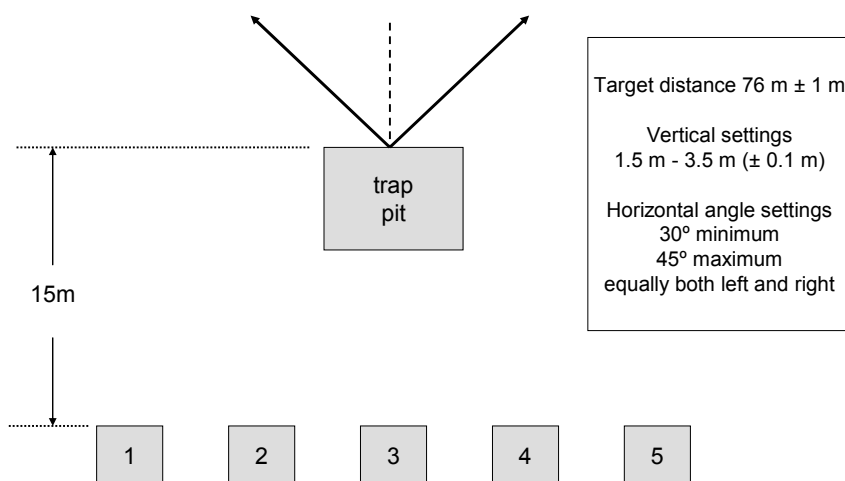 Target distance 76 m ± 1 m
Vertical settings
1.5 m - 3.5 m (± 0.1 m)
Horizontal angle settings
30º minimum
45º maximum
equally both left and right
trap
pit
15m
1
2
3
4
5